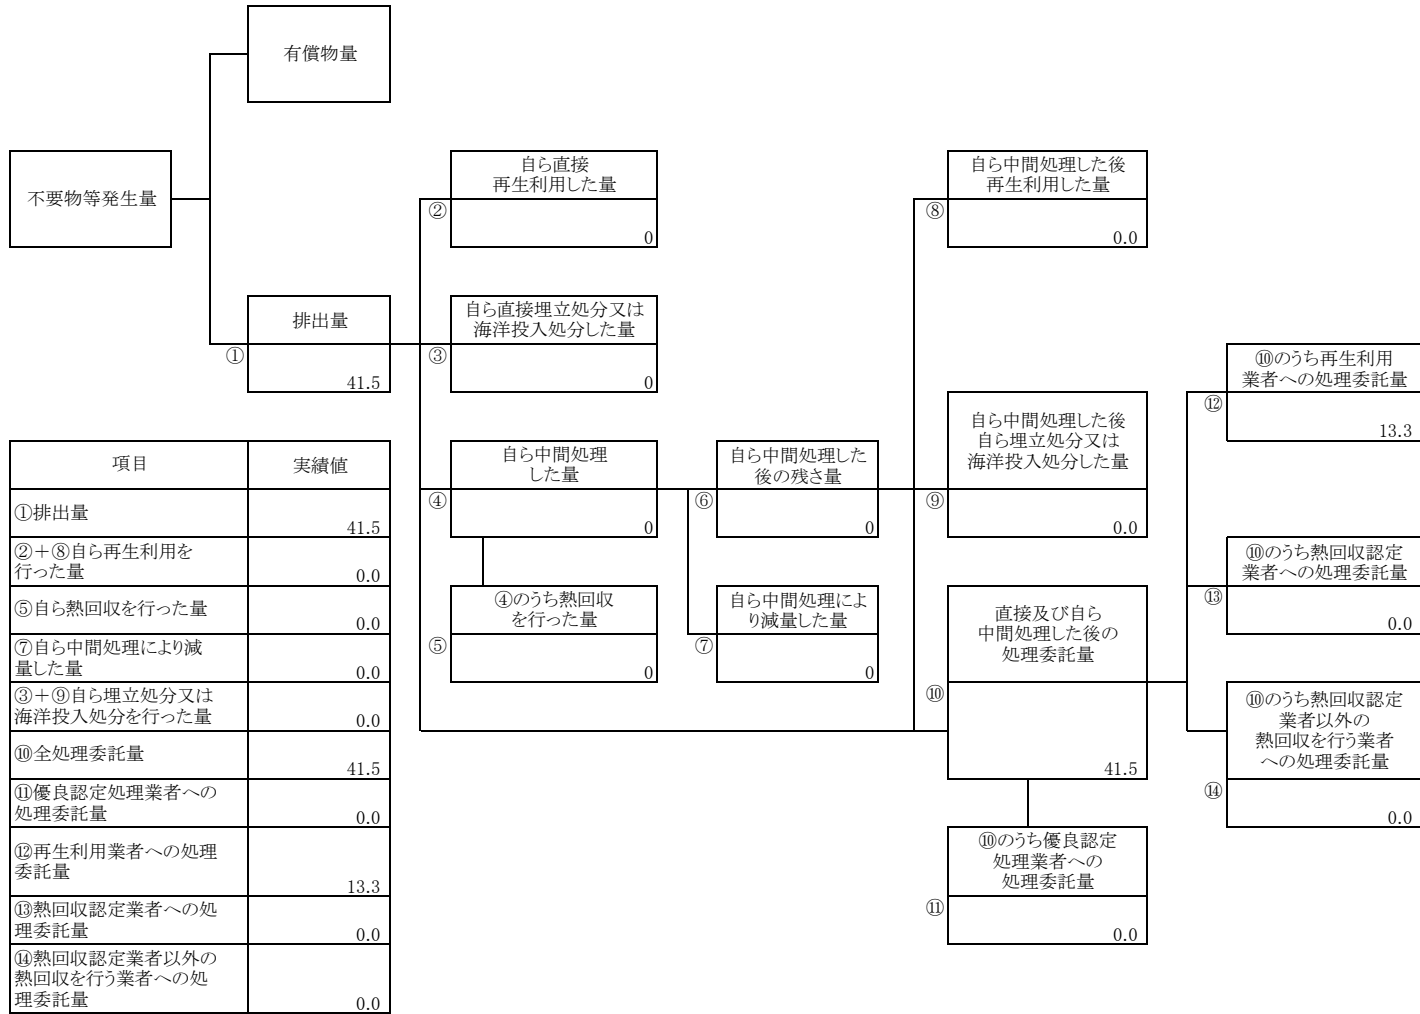 有償物量
不要物等発生量
排出量
①
41.5
自ら直接
再生利用した量
②
0
自ら直接埋立処分又は
海洋投入処分した量
③
0
自ら中間処理
した量
④
0
④のうち熱回収
を行った量
⑤
0
自ら中間処理した
後の残さ量
⑥
0
自ら中間処理によ
り減量した量
⑦
0
自ら中間処理した後
再生利用した量
⑧
0.0
自ら中間処理した後
自ら埋立処分又は
海洋投入処分した量
⑨
0.0
直接及び自ら
中間処理した後の
処理委託量
⑩
41.5
⑩のうち優良認定
処理業者への
処理委託量
⑪
0.0
⑩のうち再生利用
業者への処理委託量
⑫
13.3
⑩のうち熱回収認定
業者への処理委託量
⑬
0.0
⑩のうち熱回収認定
業者以外の
熱回収を行う業者
への処理委託量
⑭
0.0
項目 実績値
①排出量
41.5
②+⑧自ら再生利用を
行った量 0.0
⑤自ら熱回収を行った量
0.0
⑦自ら中間処理により減
量した量 0.0
③+⑨自ら埋立処分又は
海洋投入処分を行った量 0.0
⑩全処理委託量
41.5
⑪優良認定処理業者への
処理委託量 0.0
⑫再生利用業者への処理
委託量
13.3
⑬熱回収認定業者への処
理委託量 0.0
⑭熱回収認定業者以外の
熱回収を行う業者への処
理委託量 0.0